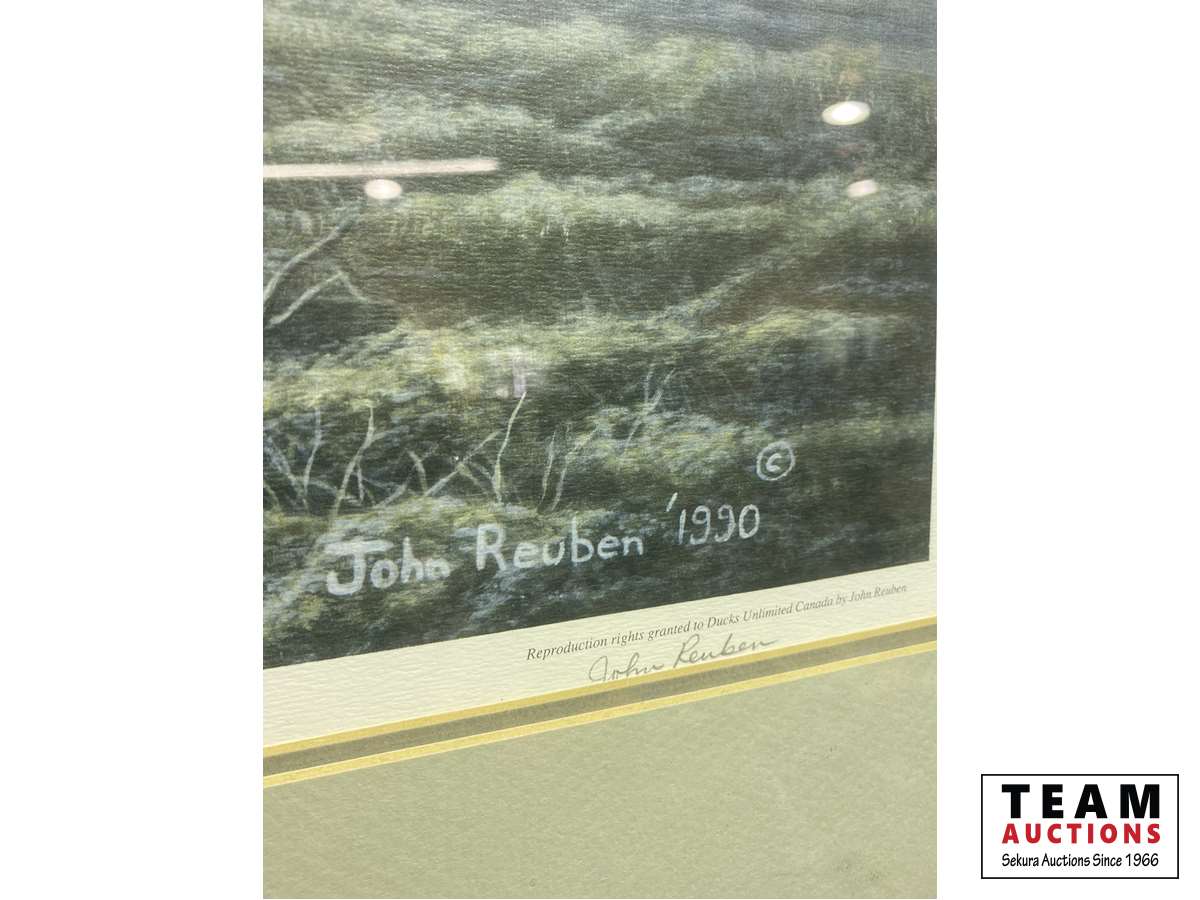 ©
John Reuben '1990
Reproduction rights granted to Ducks Unlimited Canada by John Reuben
John Reuben
TEAM
AUCTIONS
Sekura Auctions Since 1966